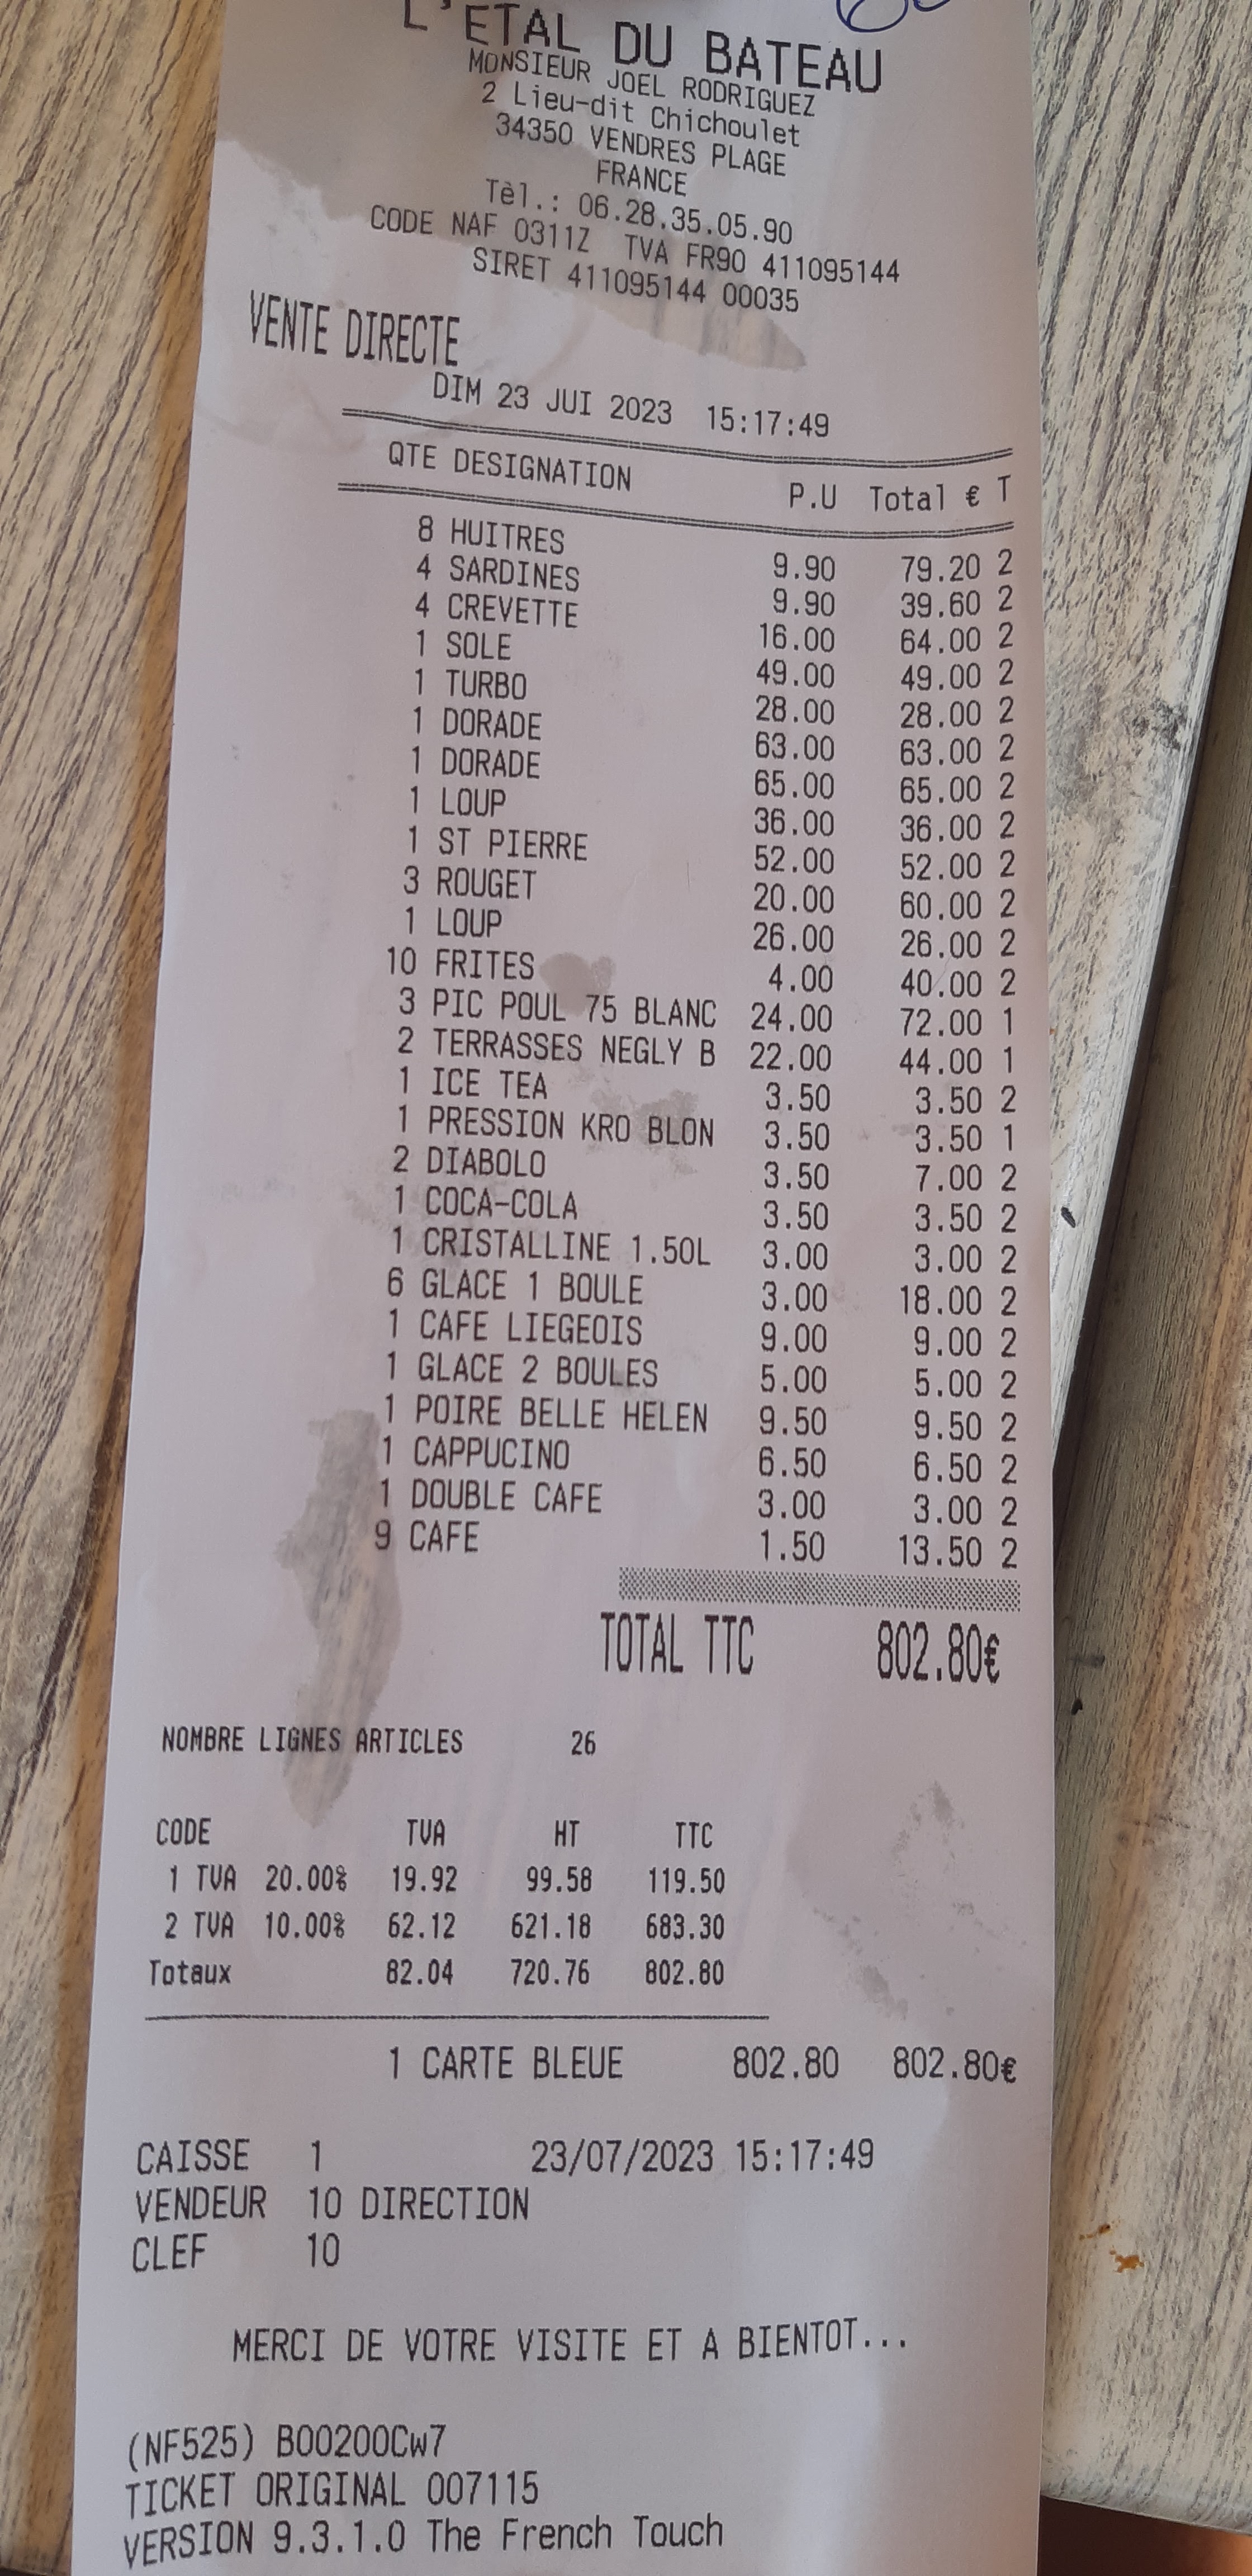 L'ETAL DU BATEAU
MONSIEUR JOEL RODRIGUEZ
2 Lieu-dit Chichoulet
34350 VENDRES PLAGE
FRANCE
Tèl.: 06.28.35.05.90
CODE NAF 0311Z TVA FR90 411095144
SIRET 411095144 00035
VENTE DIRECTE
DIM 23 JUI 2023 15:17:49
QTE DESIGNATION P.U Total € T
8 HUITRES 9.90 79.20 2
4 SARDINES 9.90 39.60 2
4 CREVETTE 16.00 64.00 2
1 SOLE 49.00 49.00 2
1 TURBO 28.00 28.00 2
1 DORADE 63.00 63.00 2
1 DORADE 65.00 65.00 2
1 LOUP 36.00 36.00 2
1 ST PIERRE 52.00 52.00 2
3 ROUGET 20.00 60.00 2
1 LOUP 26.00 26.00 2
10 FRITES 4.00 40.00 2
3 PIC POUL 75 BLANC 24.00 72.00 1
2 TERRASSES NEGLY B 22.00 44.00 1
1 ICE TEA 3.50 3.50 2
1 PRESSION KRO BLON 3.50 3.50 1
2 DIABOLO 3.50 7.00 2
1 COCA-COLA 3.50 3.50 2
1 CRISTALLINE 1.50L 3.00 3.00 2
6 GLACE 1 BOULE 3.00 18.00 2
1 CAFE LIEGEOIS 9.00 9.00 2
1 GLACE 2 BOULES 5.00 5.00 2
1 POIRE BELLE HELEN 9.50 9.50 2
1 CAPPUCINO 6.50 6.50 2
1 DOUBLE CAFE 3.00 3.00 2
9 CAFE 1.50 13.50 2
TOTAL TTC 802.80€
NOMBRE LIGNES ARTICLES 26
CODE TVA HT TTC
1 TVA 20.00% 19.92 99.58 119.50
2 TVA 10.00% 62.12 621.18 683.30
Totaux 82.04 720.76 802.80
1 CARTE BLEUE 802.80 802.80€
CAISSE 1 23/07/2023 15:17:49
VENDEUR 10 DIRECTION
CLEF 10
MERCI DE VOTRE VISITE ET A BIENTOT...
(NF525) B00200Cw7
TICKET ORIGINAL 007115
VERSION 9.3.1.0 The French Touch